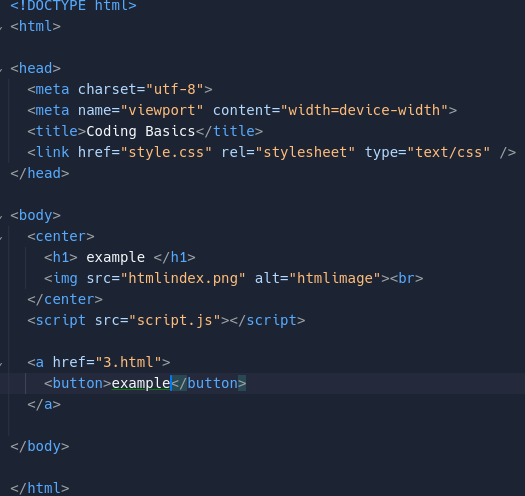 <!DOCTYPE html>
<html>
<head>
<meta charset="utf-8">
<meta name="viewport" content="width=device-width">
<title>Coding Basics</title>
<link href="style.css" rel="stylesheet" type="text/css" />
</head>
<body>
<center>
<h1> example </h1>
<img src="htmlindex.png" alt="htmlimage"><br>
</center>
<script src="script.js"></script>
<a href="3.html">
<button>example</button>
</a>
</body>
</html>